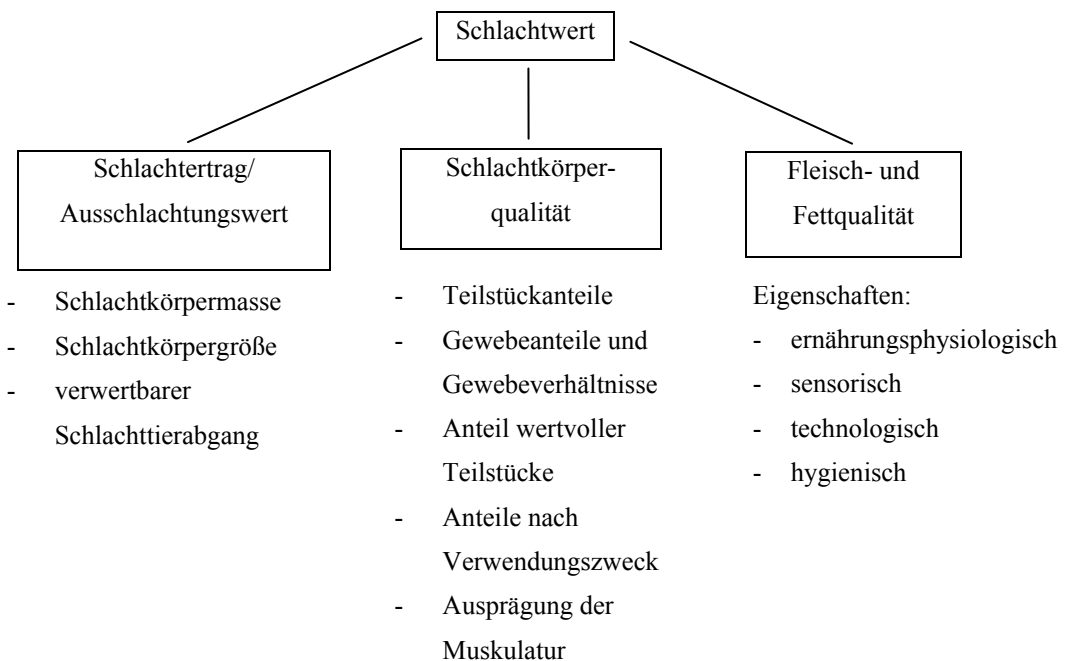 Schlachtwert
Schlachtertrag/
Ausschlachtungswert
- Schlachtkörpermasse
- Schlachtkörpergröße
- verwertbarer
Schlachttierabgang
Schlachtkörper-
qualität
- Teilstückanteile
- Gewebeanteile und
Gewebeverhältnisse
- Anteil wertvoller
Teilstücke
- Anteile nach
Verwendungszweck
- Ausprägung der
Muskulatur
Fleisch- und
Fettqualität
Eigenschaften:
- ernährungsphysiologisch
- sensorisch
- technologisch
- hygienisch